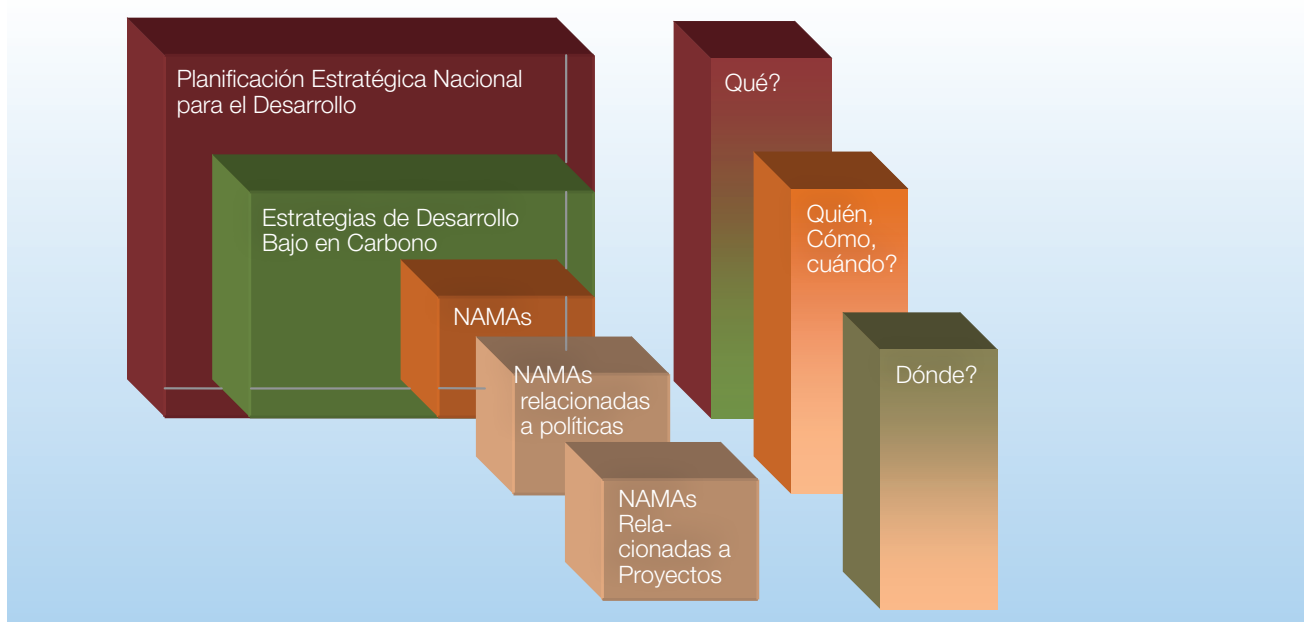 Planificación Estratégica Nacional
para el Desarrollo
Estrategias de Desarrollo
Bajo en Carbono
NAMAs
NAMAs
relacionadas
a políticas
NAMAs
Rela-
cionadas a
Proyectos
Qué?
Quién,
Cómo,
cuándo?
Dónde?